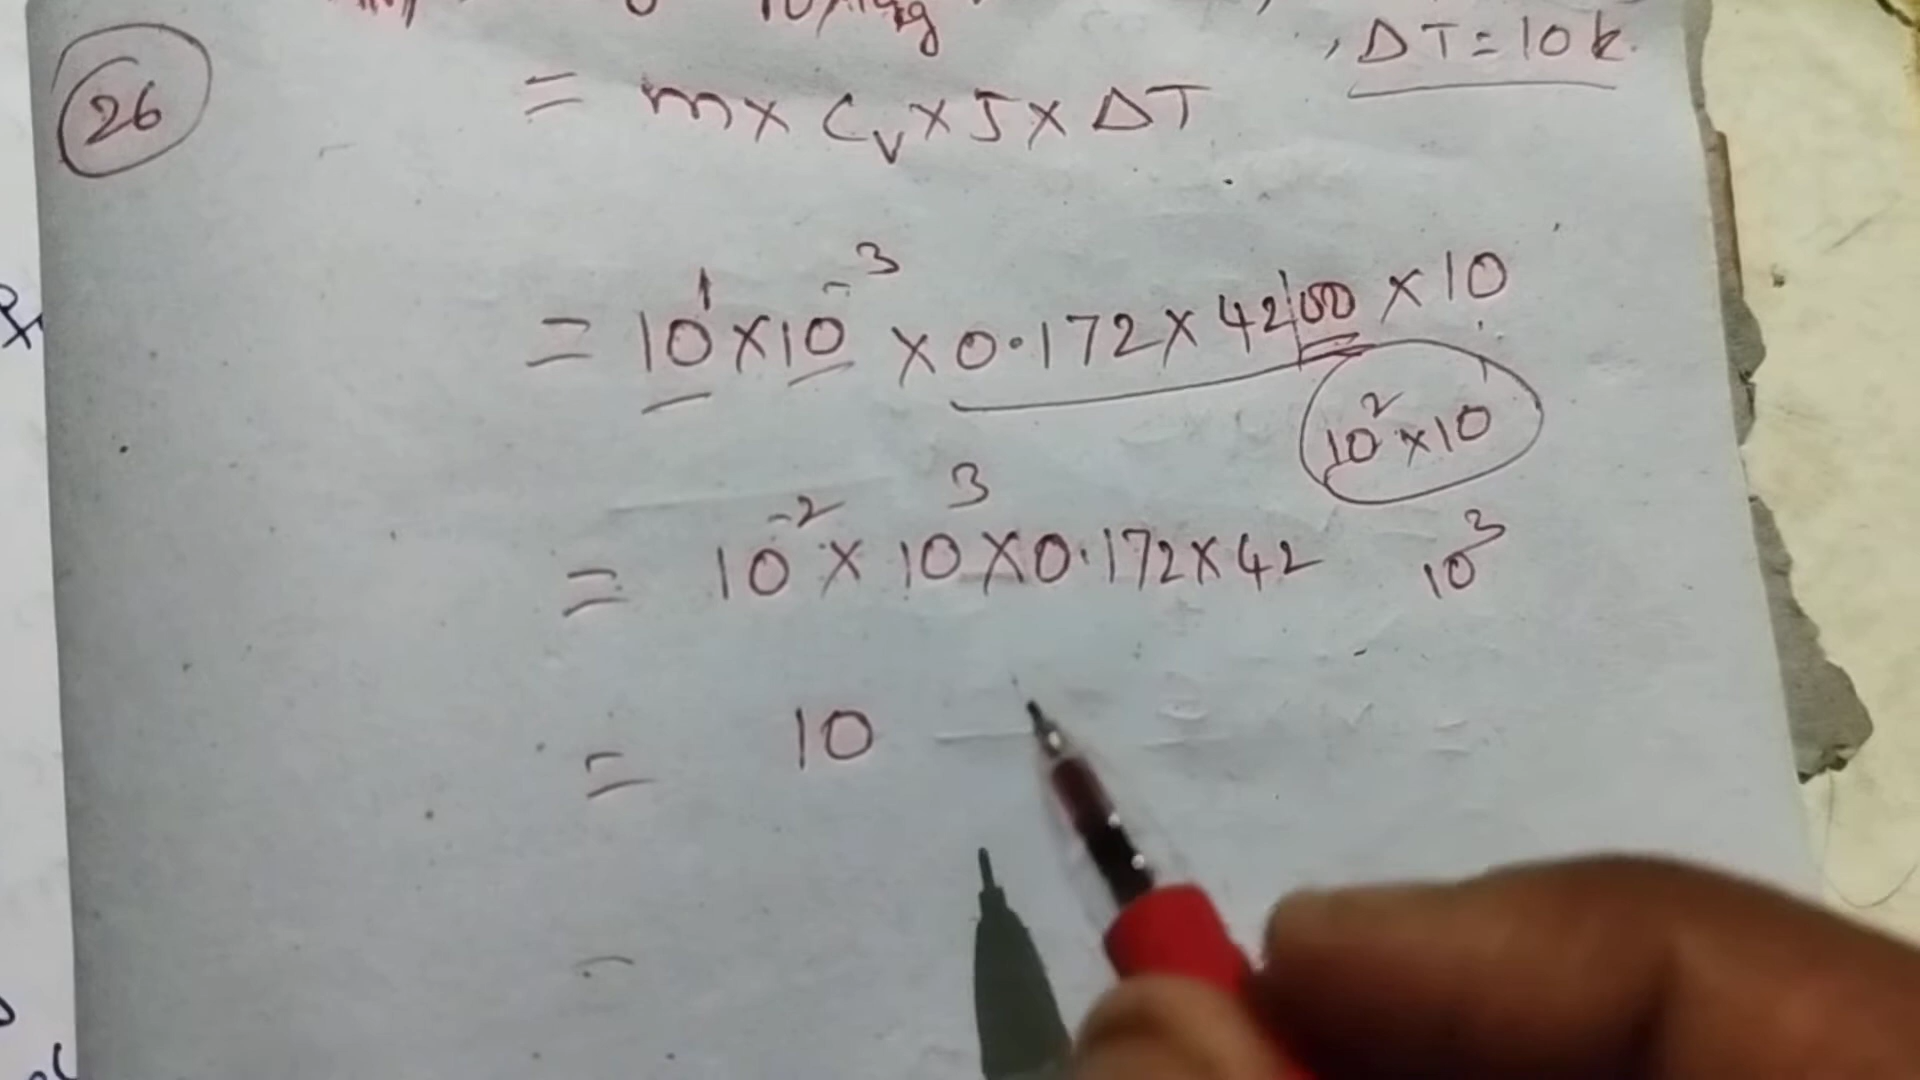 , ΔT = 10 k.
26
= m × Cv × J × ΔT
= 10¹ × 10⁻³ × 0.172 × 4200 × 10
10² × 10
= 10⁻² × 10³ × 0.172 × 42
10³
= 10